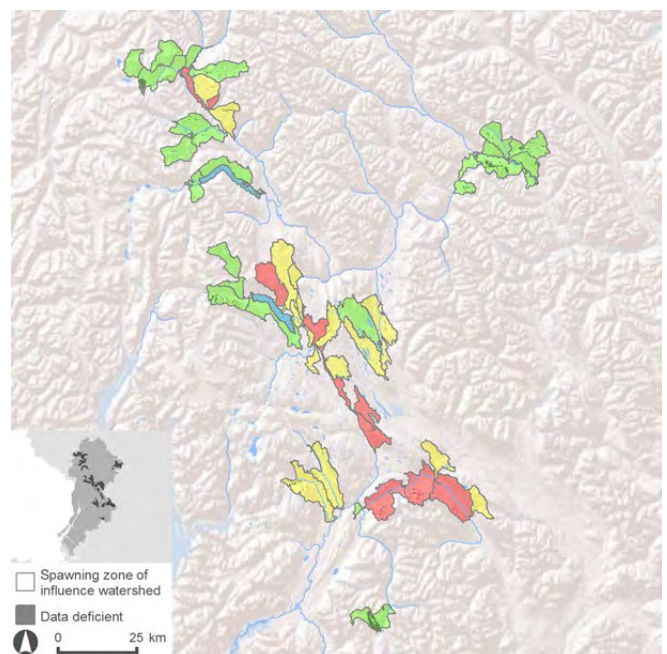 Spawning zone of
influence watershed
Data deficient
0 25 km